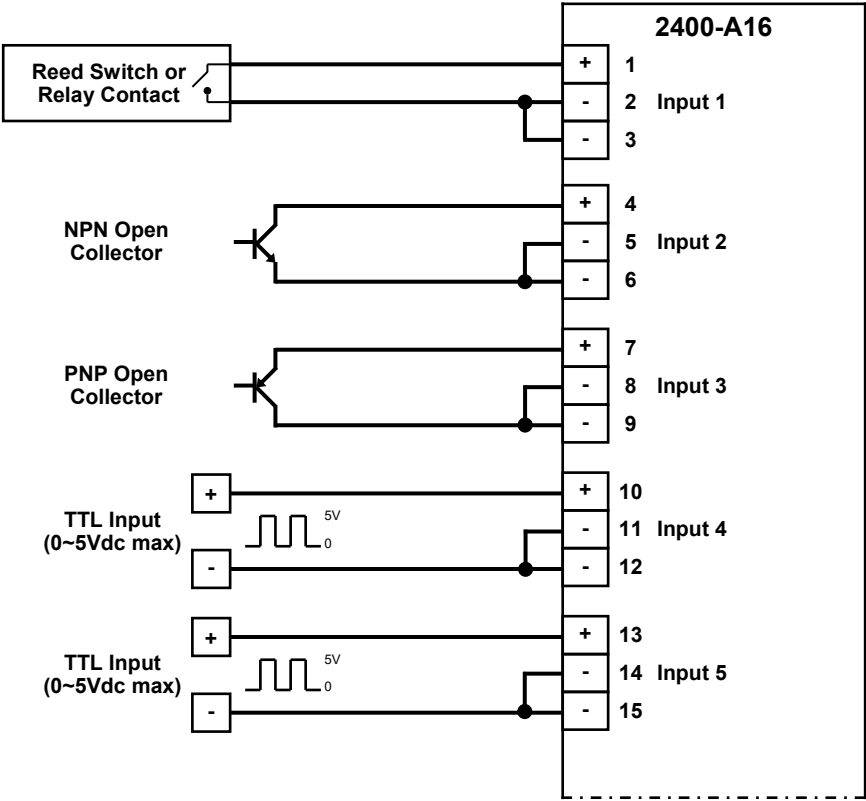 2400-A16
Reed Switch or
Relay Contact
+ 1
- 2 Input 1
- 3
NPN Open
Collector
+ 4
- 5 Input 2
- 6
PNP Open
Collector
+ 7
- 8 Input 3
- 9
TTL Input
(0~5Vdc max)
+
5V
0
-
+ 10
- 11 Input 4
- 12
TTL Input
(0~5Vdc max)
+
5V
0
-
+ 13
- 14 Input 5
- 15